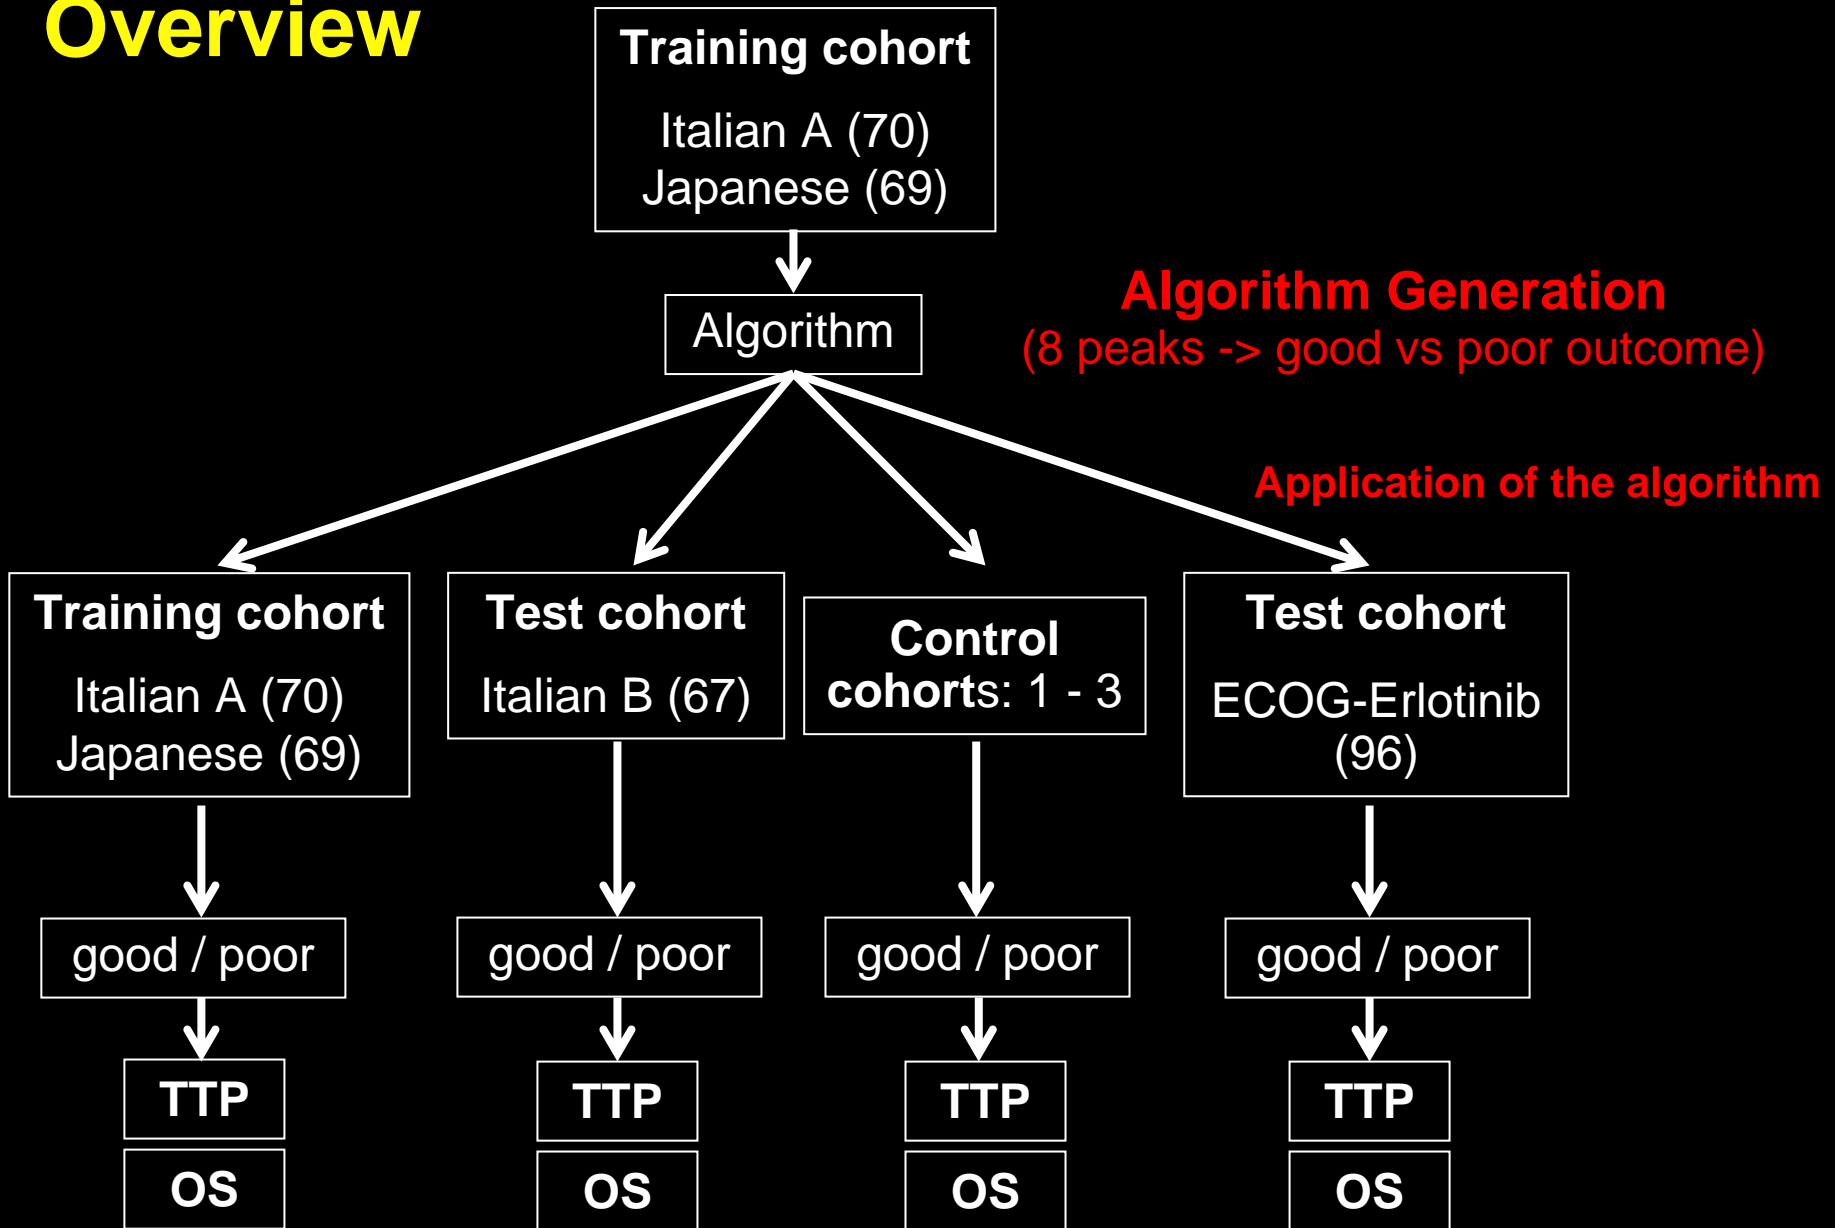 Overview
Training cohort
Italian A (70)
Japanese (69)
Algorithm
Algorithm Generation
(8 peaks -> good vs poor outcome)
Application of the algorithm
Training cohort
Italian A (70)
Japanese (69)
Test cohort
Italian B (67)
Control
cohorts: 1 - 3
Test cohort
ECOG-Erlotinib
(96)
good / poor
good / poor
good / poor
good / poor
TTP
TTP
TTP
TTP
OS
OS
OS
OS